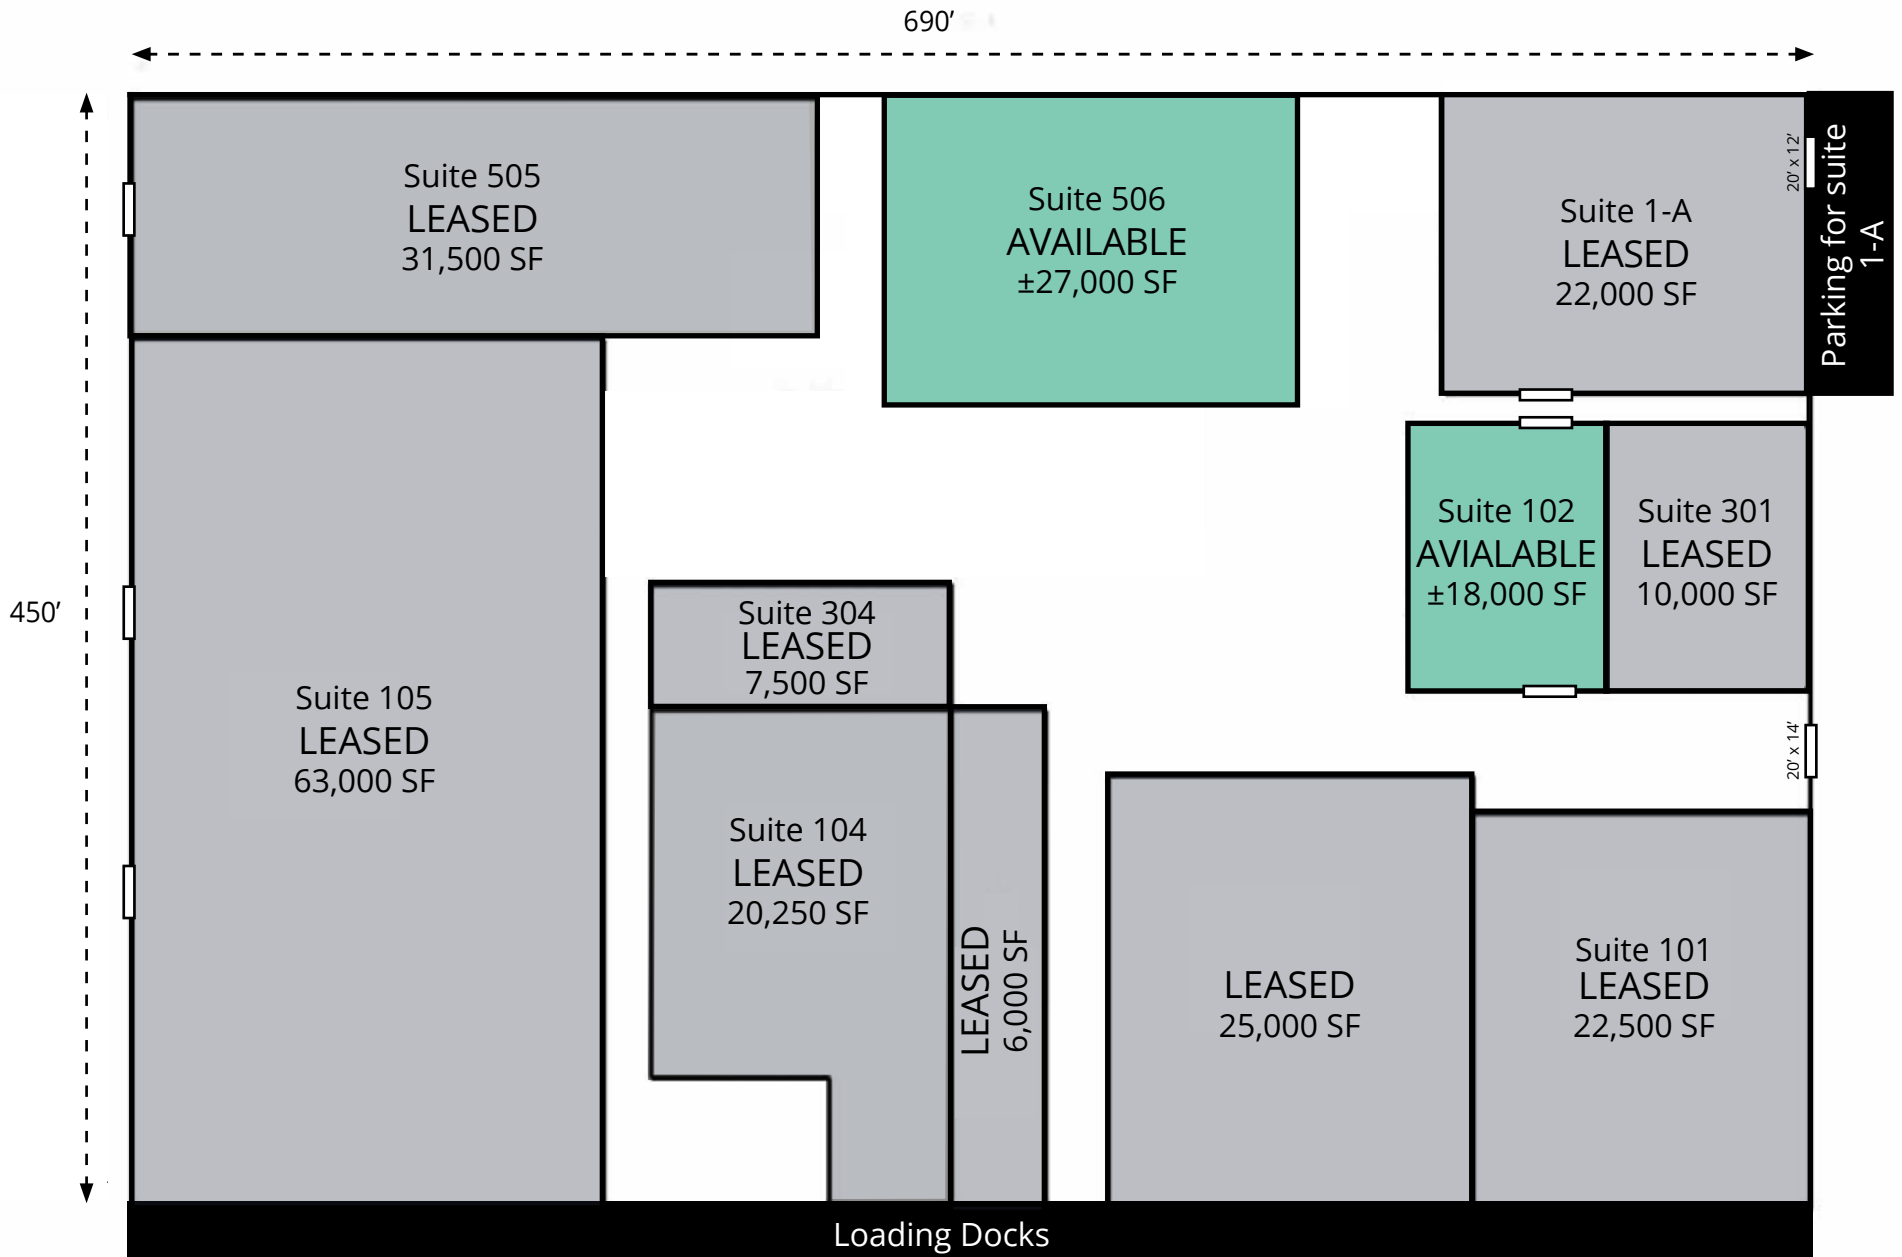 690’
Suite 505
LEASED
31,500 SF
Suite 506
AVAILABLE
±27,000 SF
Suite 1-A
LEASED
22,000 SF
20’ x 12’
Parking for suite
1-A
450’
Suite 102
AVIALABLE
±18,000 SF
Suite 301
LEASED
10,000 SF
20’ x 14’
Suite 304
LEASED
7,500 SF
Suite 105
LEASED
63,000 SF
Suite 104
LEASED
20,250 SF
LEASED
6,000 SF
LEASED
25,000 SF
Suite 101
LEASED
22,500 SF
Loading Docks